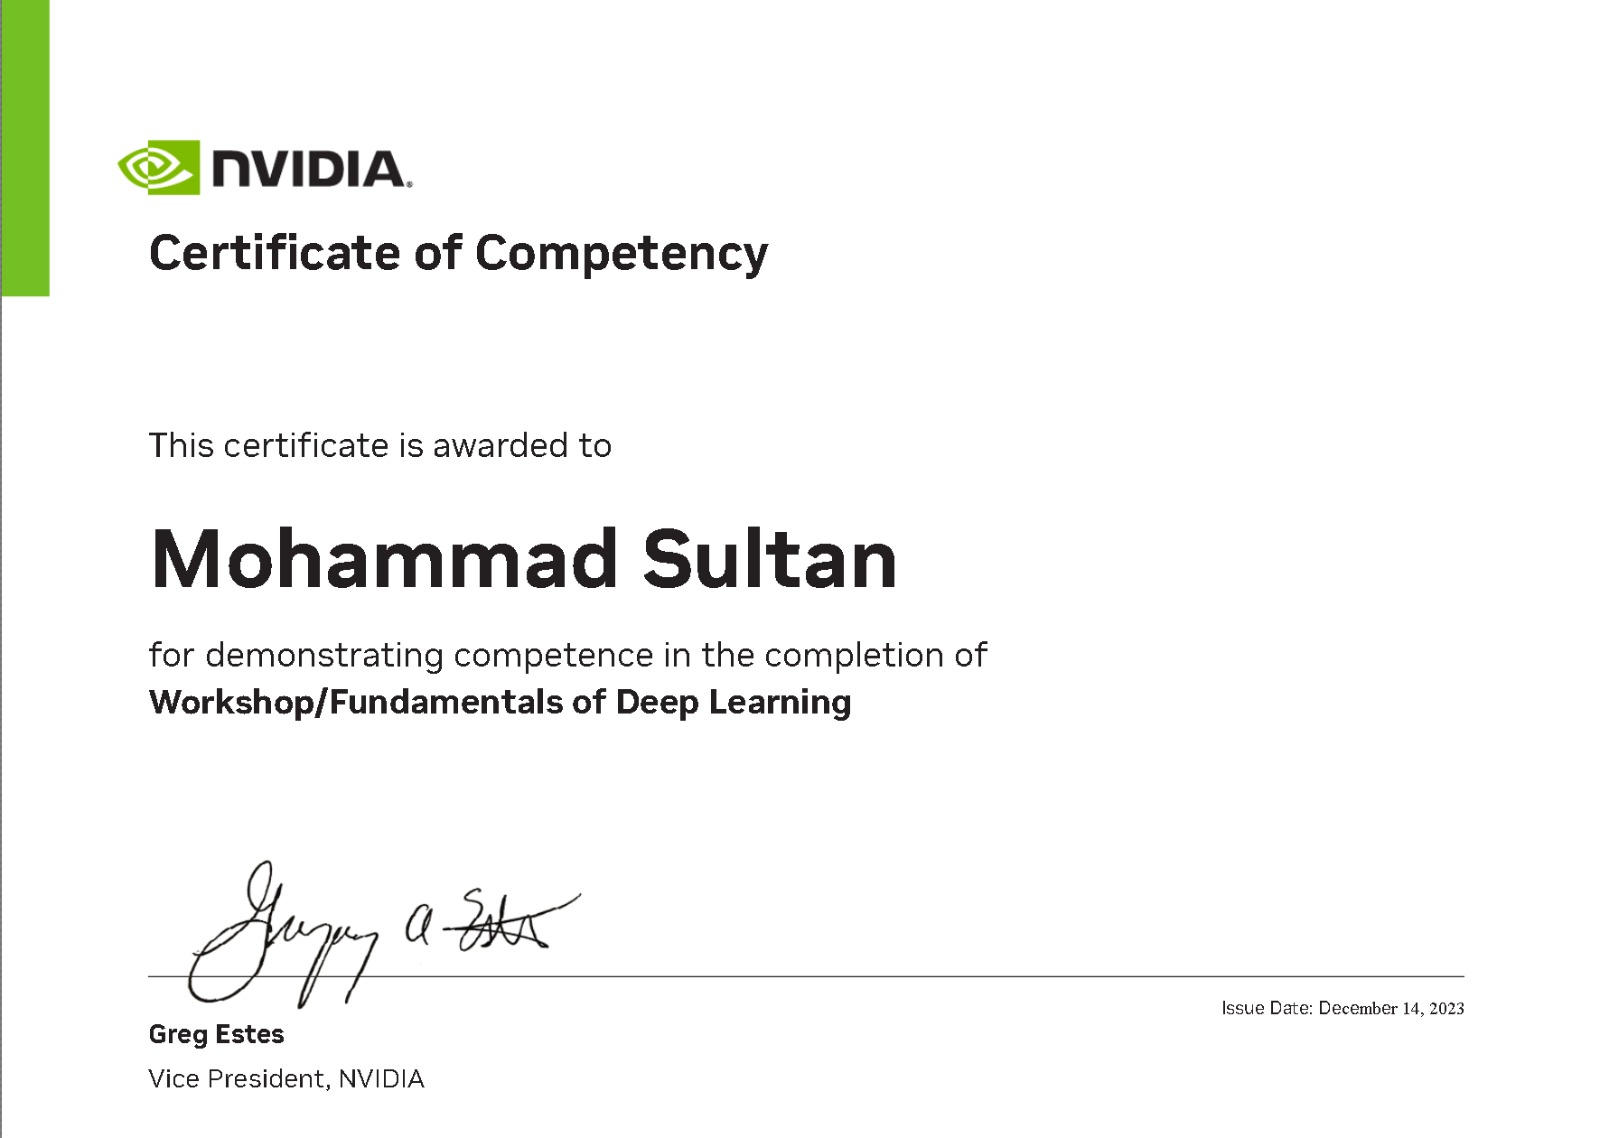 NVIDIA®
Certificate of Competency
This certificate is awarded to
Mohammad Sultan
for demonstrating competence in the completion of
Workshop/Fundamentals of Deep Learning
Gregory A Estes
Issue Date: December 14, 2023
Greg Estes
Vice President, NVIDIA